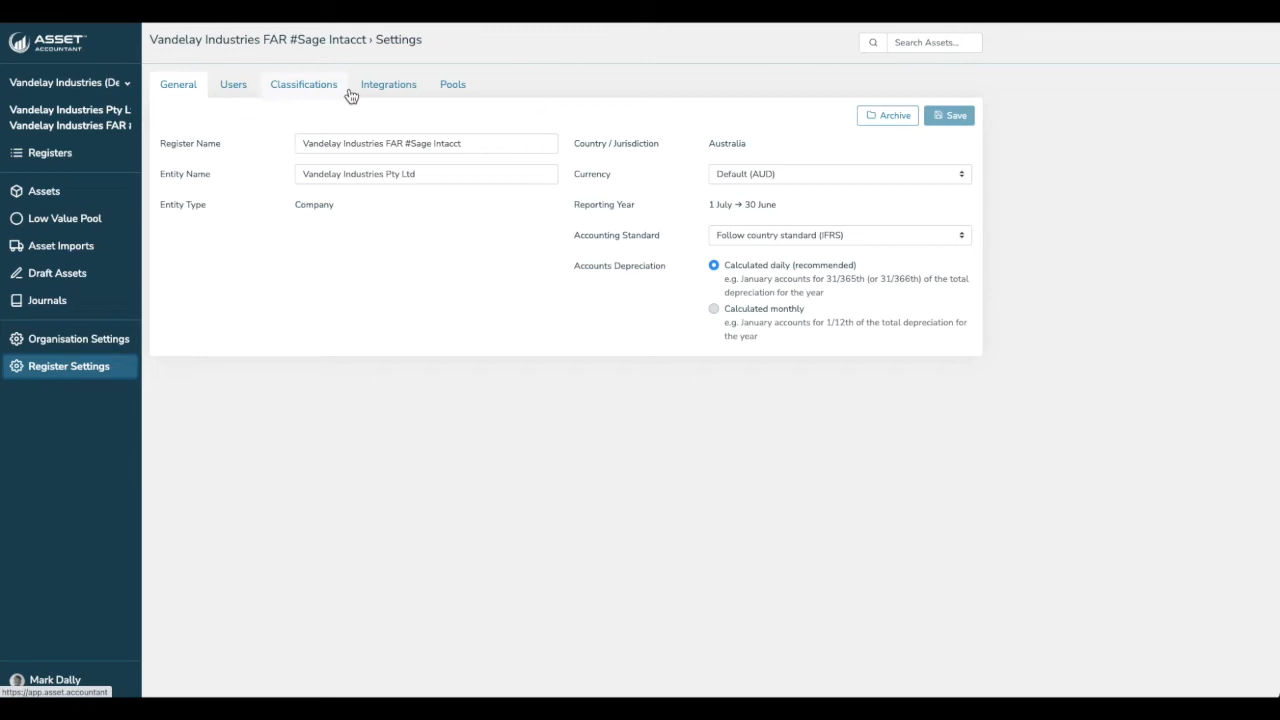 ASSET™
ACCOUNTANT
Vandelay Industries (De
Vandelay Industries Pty L
Vandelay Industries FAR
Registers
Assets
Low Value Pool
Asset Imports
Draft Assets
Journals
Organisation Settings
Register Settings
Mark Dally
https://app.asset.accountant
Vandelay Industries FAR #Sage Intacct › Settings
Search Assets...
General
Users
Classifications
Integrations
Pools
Archive
Save
Register Name
Vandelay Industries FAR #Sage Intacct
Entity Name
Vandelay Industries Pty Ltd
Entity Type
Company
Country / Jurisdiction
Australia
Currency
Default (AUD)
Reporting Year
1 July → 30 June
Accounting Standard
Follow country standard (IFRS)
Accounts Depreciation
Calculated daily (recommended)
e.g. January accounts for 31/365th (or 31/366th) of the total
depreciation for the year
Calculated monthly
e.g. January accounts for 1/12th of the total depreciation for
the year